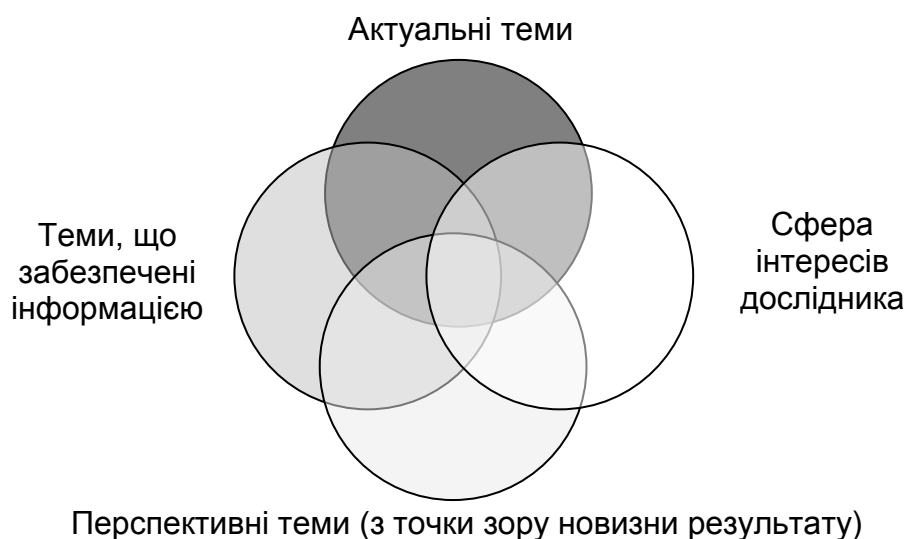 Актуальні теми
Теми, що
забезпечені
інформацією
Сфера
інтересів
дослідника
Перспективні теми (з точки зору новизни результату)